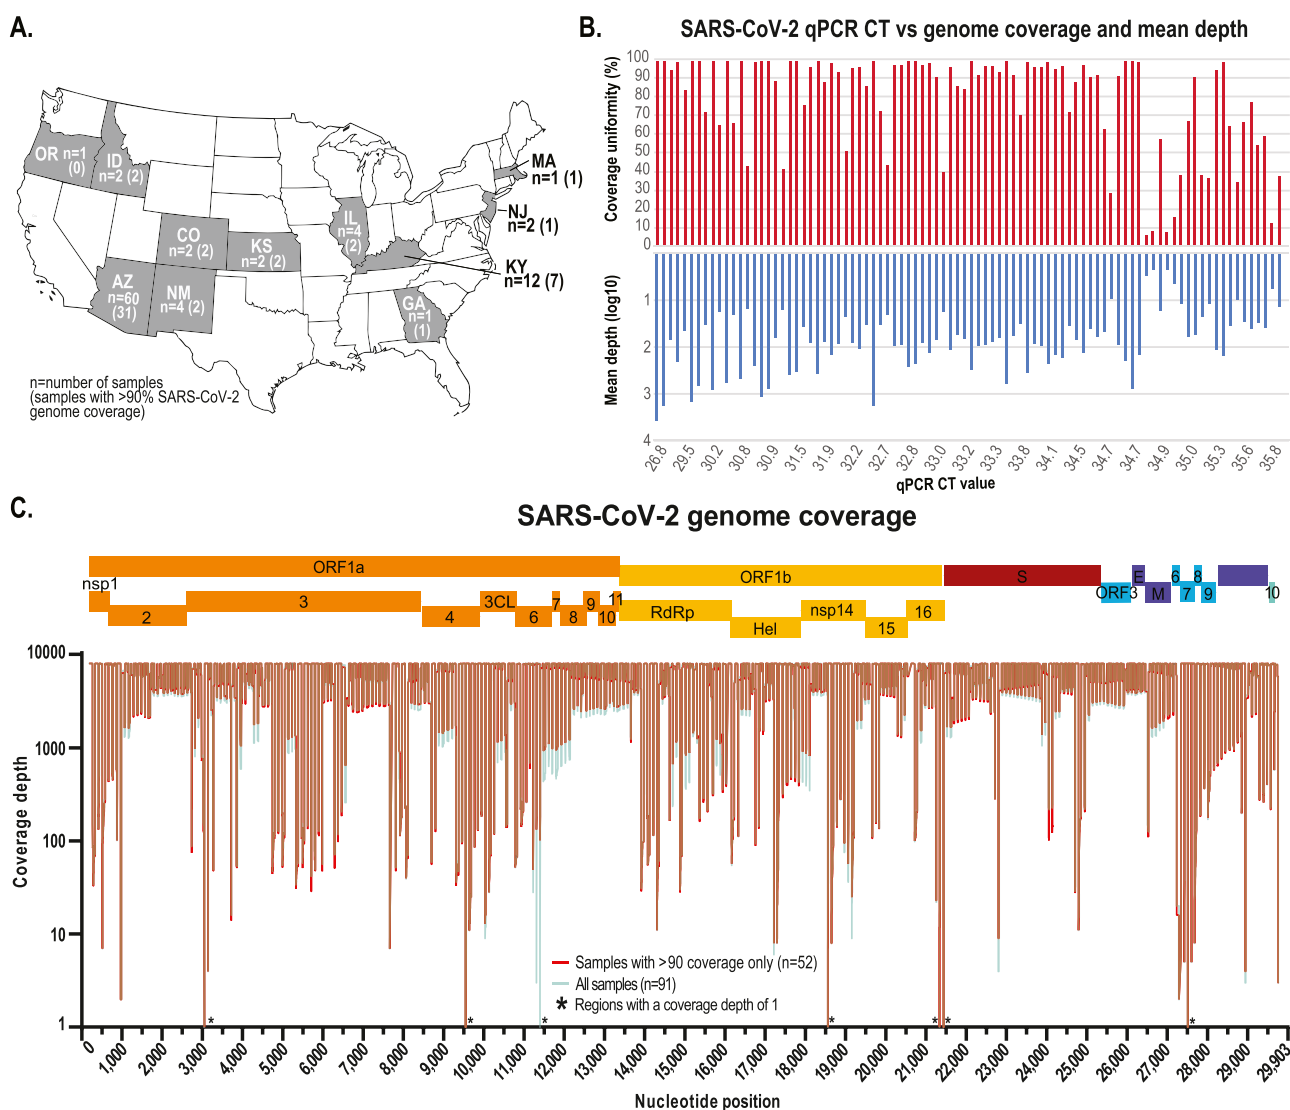 A.
OR n=1
(0)
ID
n=2 (2)
MA
n=1 (1)
NJ
n=2 (1)
IL
n=4
(2)
CO
n=2 (2)
KS
n=2 (2)
KY
n=12 (7)
AZ
n=60
(31)
NM
n=4 (2)
GA
n=1
(1)
n=number of samples
(samples with >90% SARS-CoV-2
genome coverage)
B.
SARS-CoV-2 qPCR CT vs genome coverage and mean depth
Coverage uniformity (%)
100
90
80
70
60
50
40
30
20
10
0
Mean depth (log10)
1
2
3
4
26.8 29.5 30.2 30.8 30.9 31.5 31.9 32.2 32.7 32.8 33.0 33.2 33.3 33.8 34.1 34.5 34.7 34.7 34.9 35.0 35.3 35.6 35.8
qPCR CT value
C.
SARS-CoV-2 genome coverage
ORF1a
ORF1b
S
E
6 8
nsp1
3
3CL
7
9
11
RdRp
nsp14
16
ORF3
M
7
9
10
2
4
6
8
10
Hel
15
Coverage depth
10000
1000
100
10
1
Samples with >90 coverage only (n=52)
All samples (n=91)
* Regions with a coverage depth of 1
* * * * * * *
0 1,000 2,000 3,000 4,000 5,000 6,000 7,000 8,000 9,000 10,000 11,000 12,000 13,000 14,000 15,000 16,000 17,000 18,000 19,000 20,000 21,000 22,000 23,000 24,000 25,000 26,000 27,000 28,000 29,000 29,903
Nucleotide position